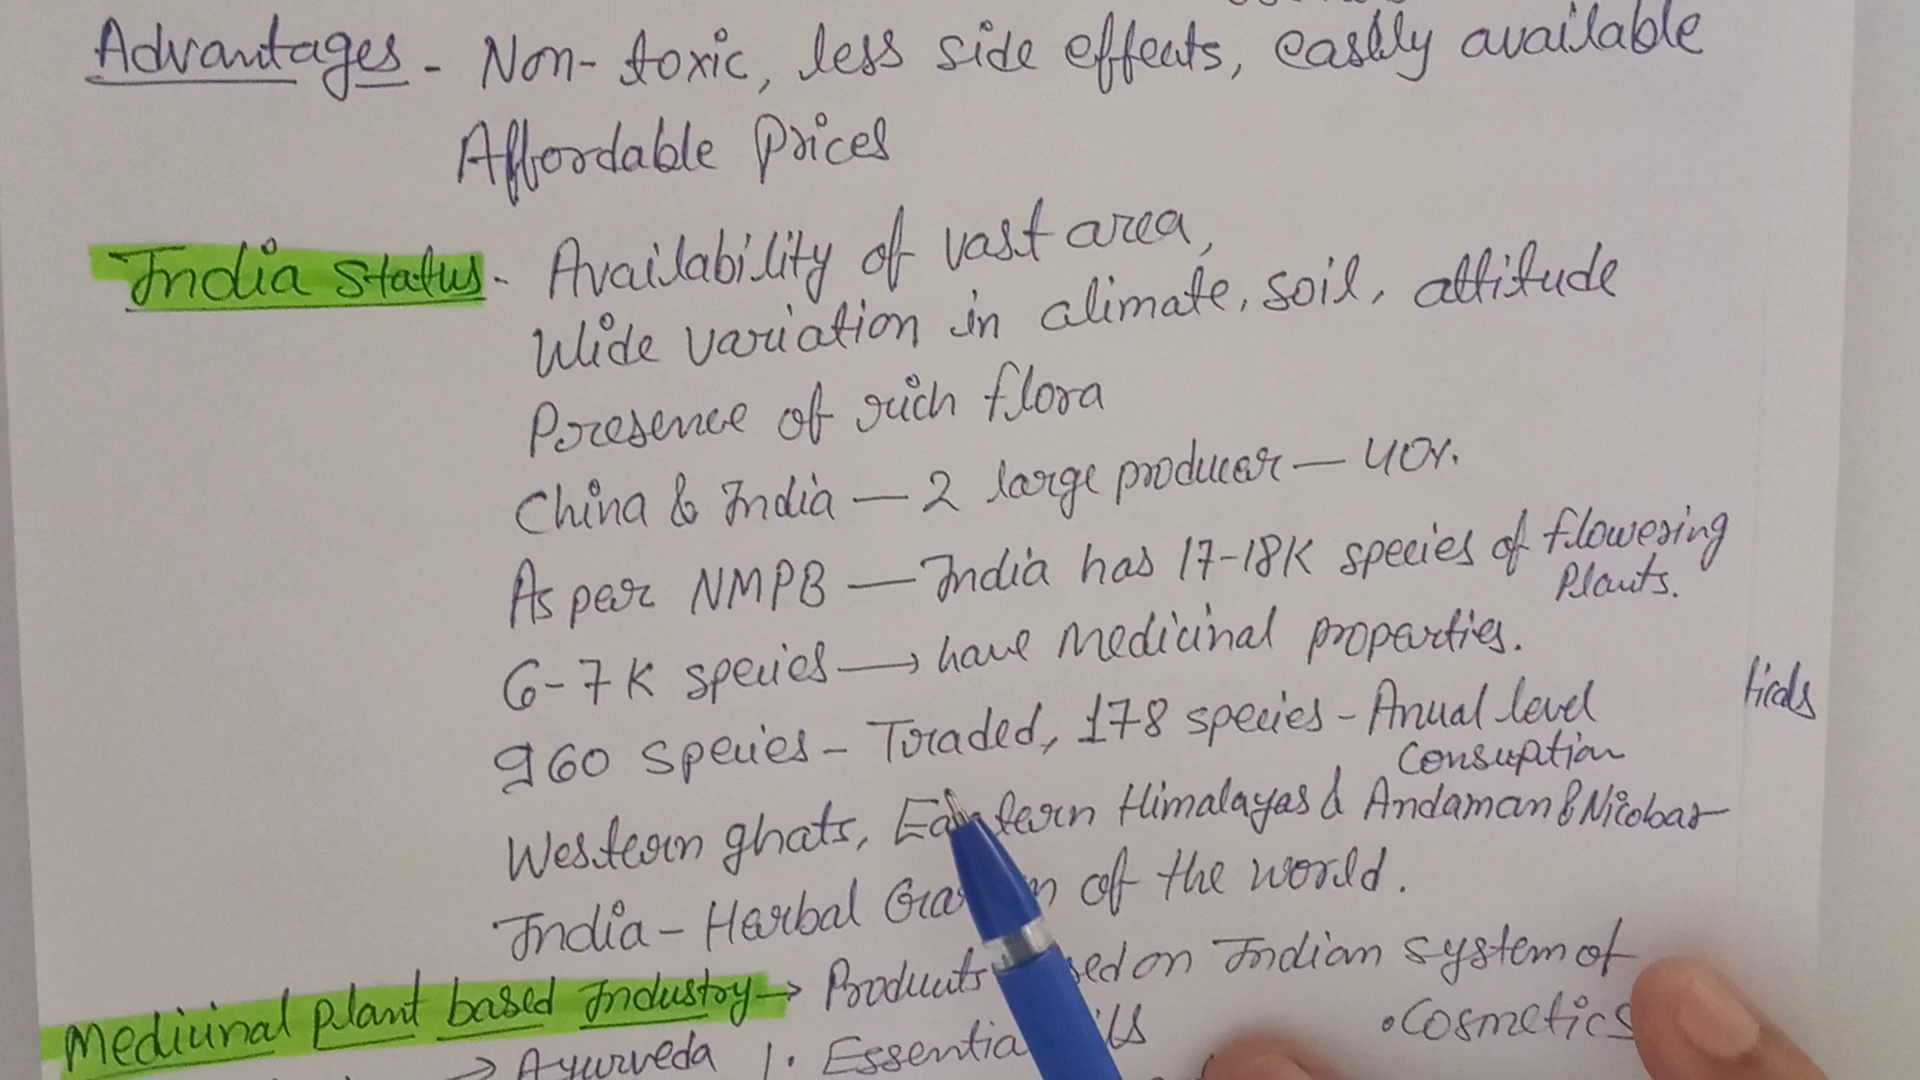 Advantages - Non-toxic, less side effects, easily available
Affordable Prices
India Status - Availability of vast area,
Wide variation in climate, soil, altitude
Presence of rich flora
China & India — 2 large producer — 40%.
As per NMPB — India has 17-18K species of flowering
Plants.
6-7K species → have medicinal properties.
960 species - Traded, 178 species - Anual level
Consuption
Western ghats, Eastern Himalayas & Andaman & Nicobar
India - Herbal of the world.
Medicinal plant based Industry → Products on Indian system of
→ Ayurveda 1. Essential •Cosmetics